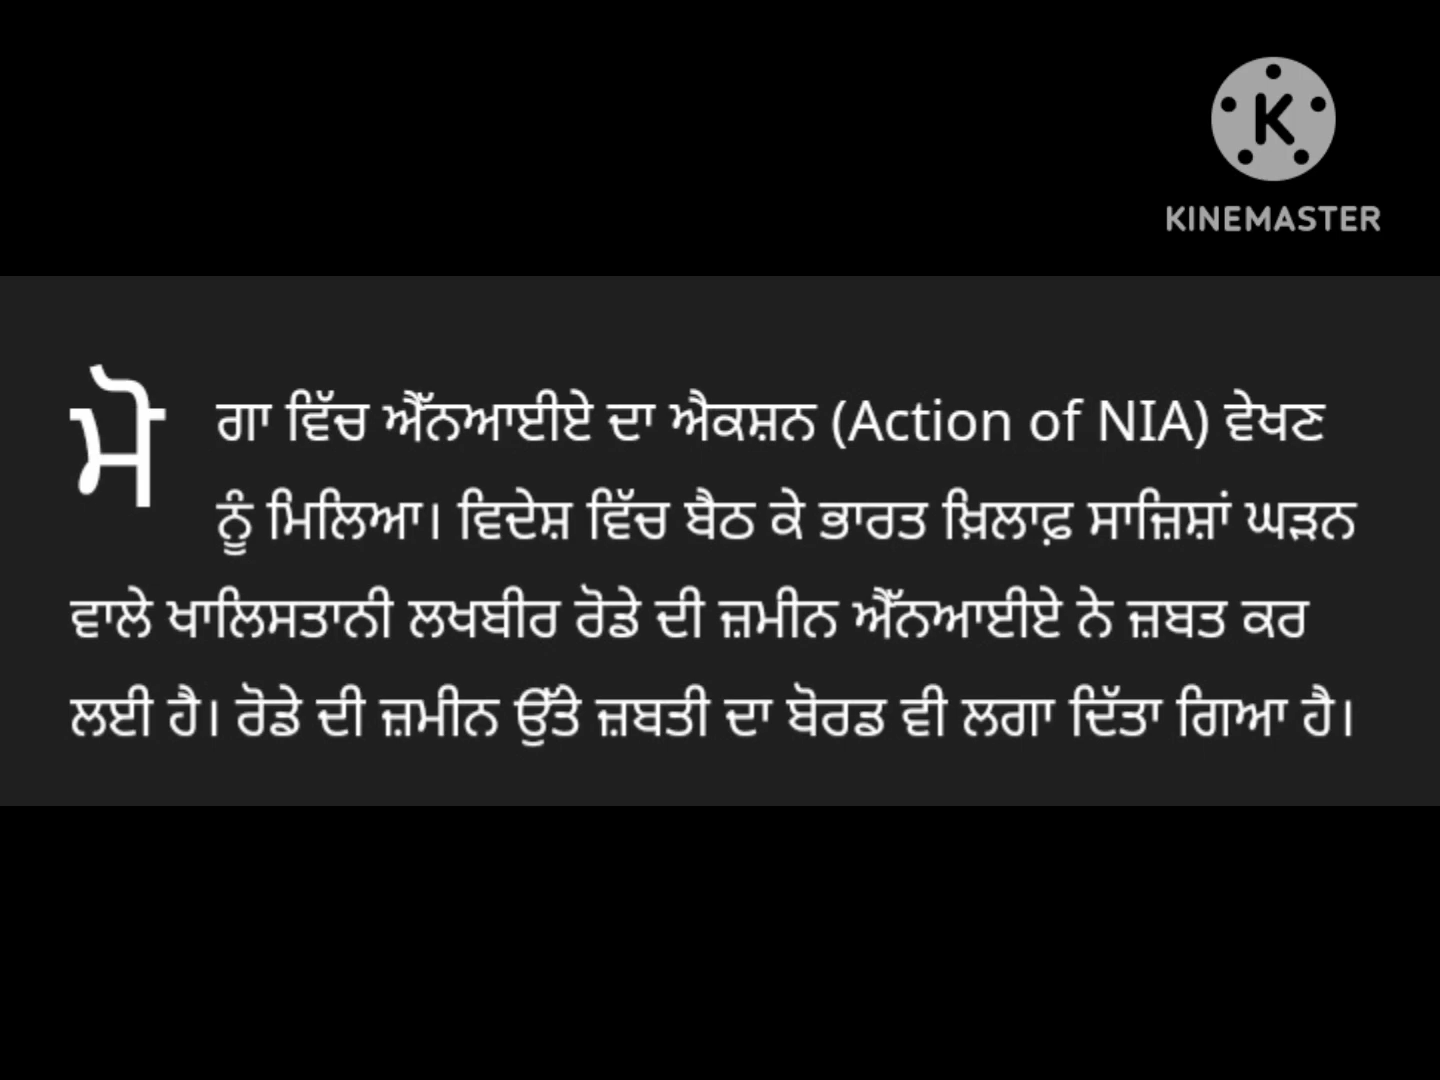 KINEMASTER
ਮੋਗਾ ਵਿੱਚ ਐੱਨਆਈਏ ਦਾ ਐਕਸ਼ਨ (Action of NIA) ਵੇਖਣ
ਨੂੰ ਮਿਲਿਆ। ਵਿਦੇਸ਼ ਵਿੱਚ ਬੈਠ ਕੇ ਭਾਰਤ ਖ਼ਿਲਾਫ਼ ਸਾਜ਼ਿਸ਼ਾਂ ਘੜਨ
ਵਾਲੇ ਖਾਲਿਸਤਾਨੀ ਲਖਬੀਰ ਰੋਡੇ ਦੀ ਜ਼ਮੀਨ ਐੱਨਆਈਏ ਨੇ ਜ਼ਬਤ ਕਰ
ਲਈ ਹੈ। ਰੋਡੇ ਦੀ ਜ਼ਮੀਨ ਉੱਤੇ ਜ਼ਬਤੀ ਦਾ ਬੋਰਡ ਵੀ ਲਗਾ ਦਿੱਤਾ ਗਿਆ ਹੈ।